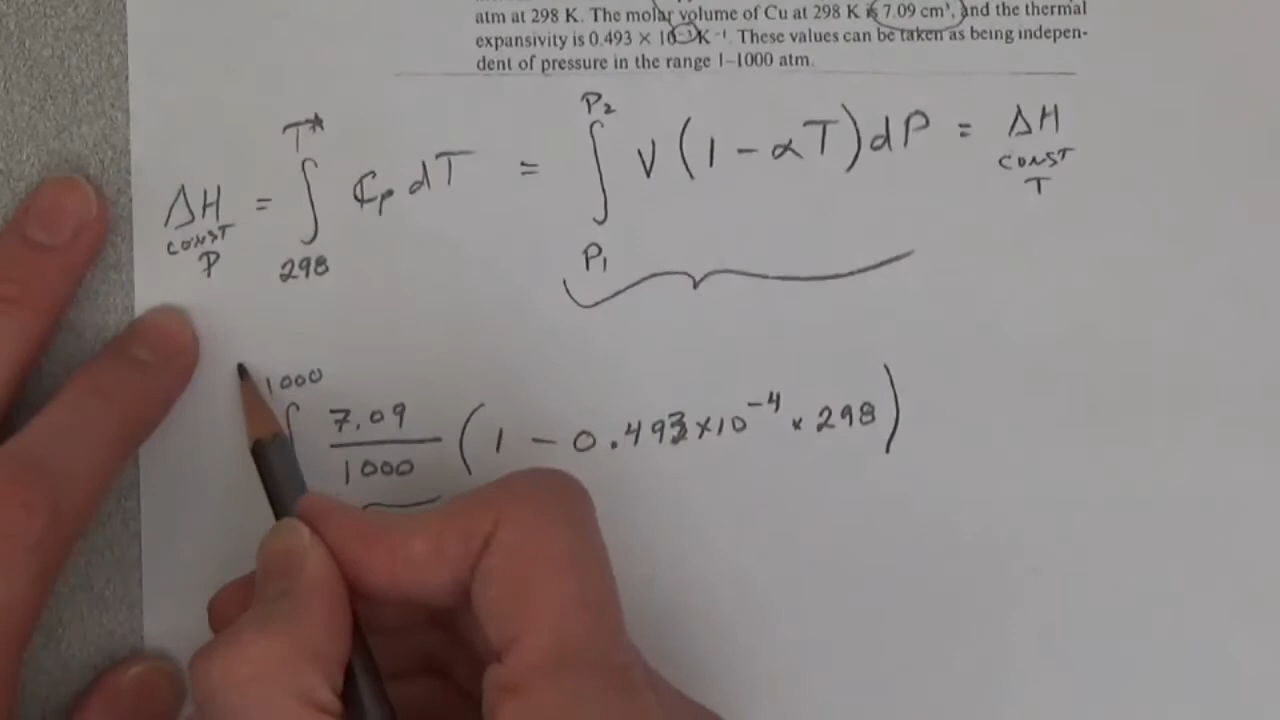 atm at 298 K. The molar volume of Cu at 298 K is 7.09 cm³, and the thermal
expansivity is 0.493 × 10⁻³ K⁻¹. These values can be taken as being indepen-
dent of pressure in the range 1–1000 atm.
ΔH CONST P = ∫ 298 T* Cp dT = ∫ P1 P2 V (1 - αT) dP = ΔH CONST T
1000
∫ 7.09 / 1000 (1 - 0.493 × 10⁻⁴ × 298)